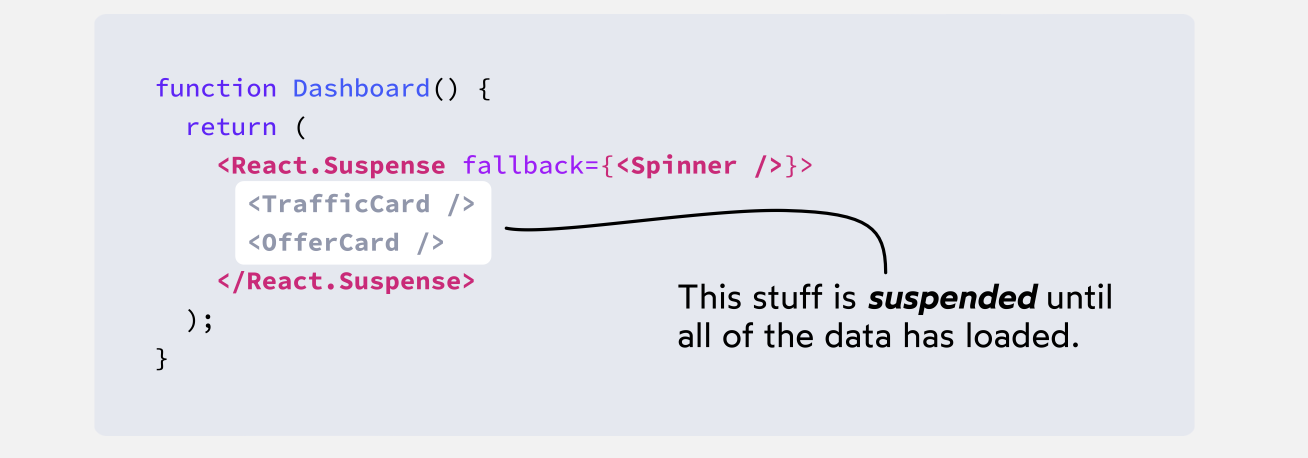 function Dashboard() {
  return (
    <React.Suspense fallback={<Spinner />}>
      <TrafficCard />
      <OfferCard />
    </React.Suspense>
  );
}
This stuff is suspended until
all of the data has loaded.